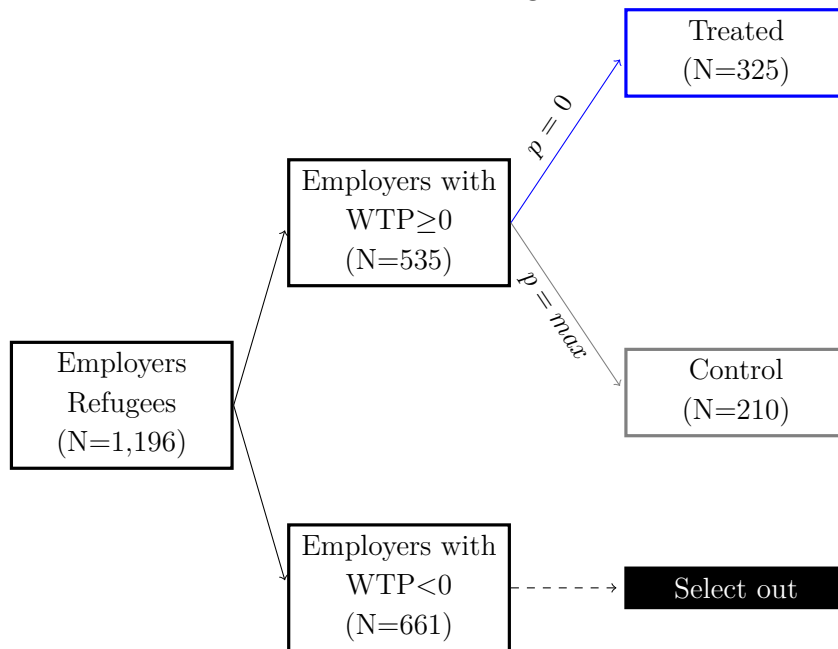 Treated
(N=325)
p = 0
Employers with
WTP≥0
(N=535)
p = max
Employers
Refugees
(N=1,196)
Control
(N=210)
Employers with
WTP<0
(N=661)
Select out